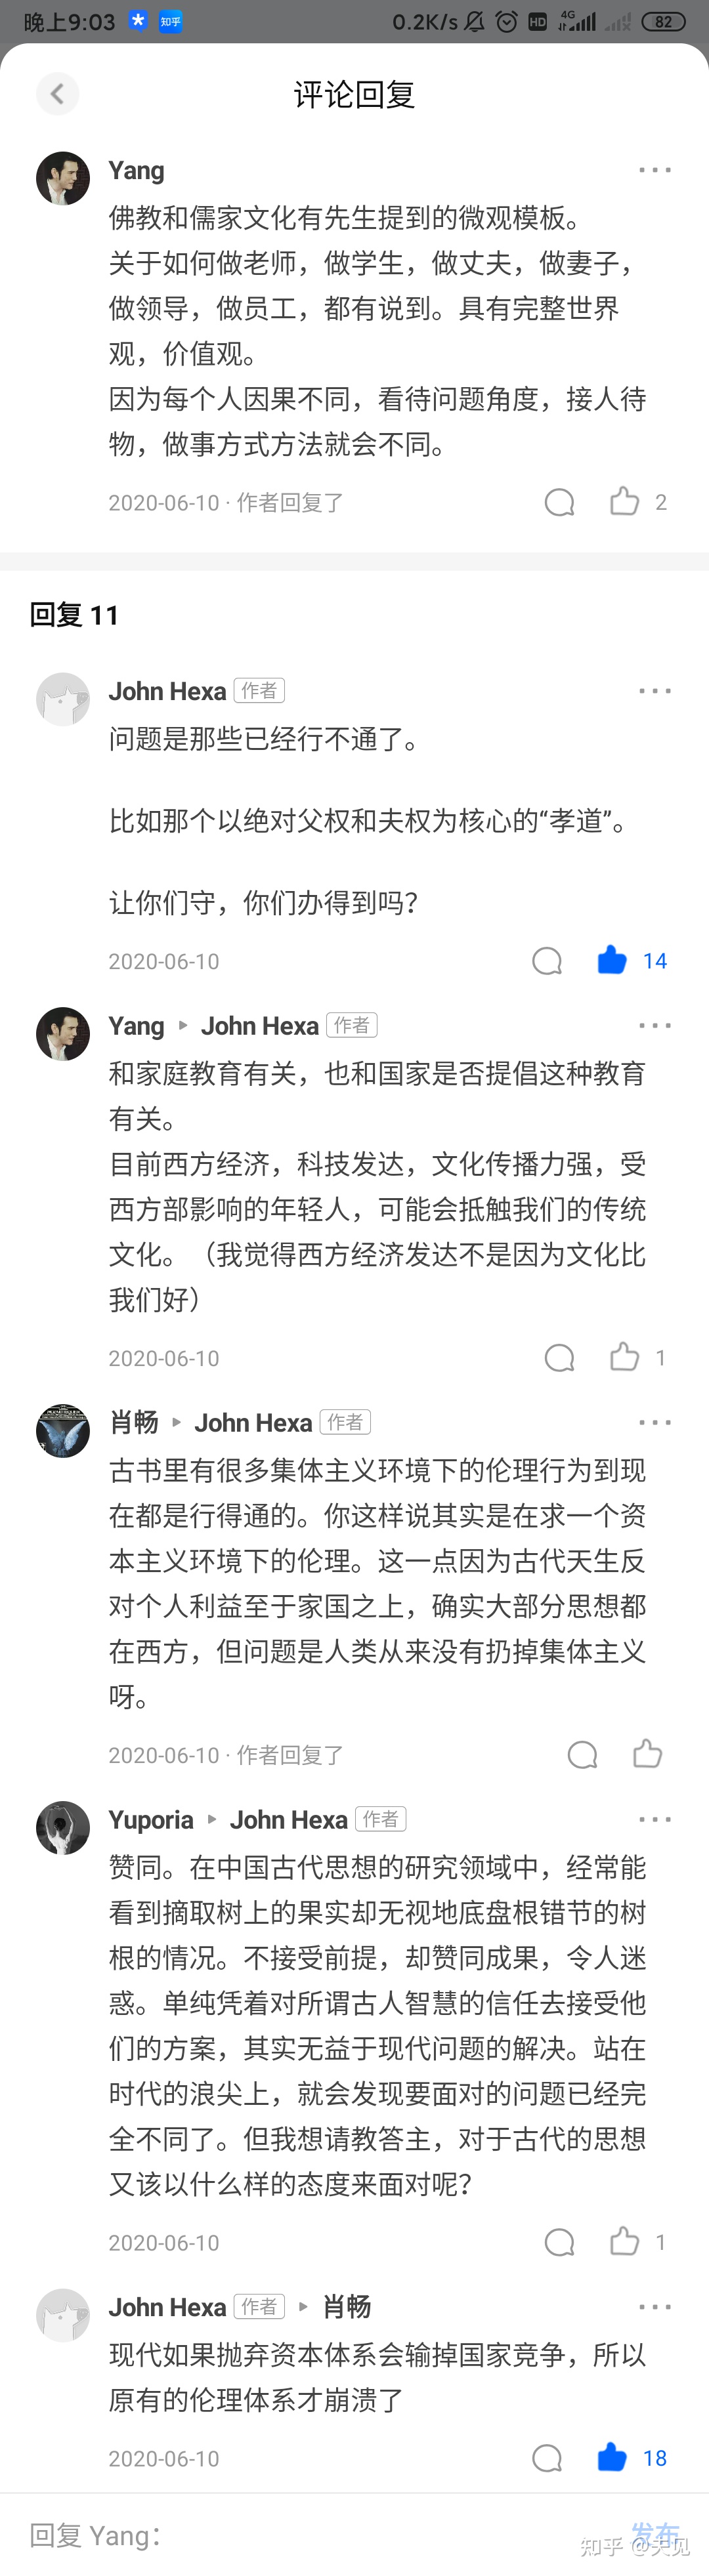 晚上9:03 知乎 0.2K/s HD 4G 82
评论回复
Yang
佛教和儒家文化有先生提到的微观模板。
关于如何做老师，做学生，做丈夫，做妻子，
做领导，做员工，都有说到。具有完整世界
观，价值观。
因为每个人因果不同，看待问题角度，接人待
物，做事方式方法就会不同。
2020-06-10 · 作者回复了 2
回复 11
John Hexa 作者
问题是那些已经行不通了。
比如那个以绝对父权和夫权为核心的“孝道”。
让你们守，你们办得到吗？
2020-06-10 14
Yang ▸ John Hexa 作者
和家庭教育有关，也和国家是否提倡这种教育
有关。
目前西方经济，科技发达，文化传播力强，受
西方部影响的年轻人，可能会抵触我们的传统
文化。（我觉得西方经济发达不是因为文化比
我们好）
2020-06-10 1
肖畅 ▸ John Hexa 作者
古书里有很多集体主义环境下的伦理行为到现
在都是行得通的。你这样说其实是在求一个资
本主义环境下的伦理。这一点因为古代天生反
对个人利益至于家国之上，确实大部分思想都
在西方，但问题是人类从来没有扔掉集体主义
呀。
2020-06-10 · 作者回复了
Yuporia ▸ John Hexa 作者
赞同。在中国古代思想的研究领域中，经常能
看到摘取树上的果实却无视地底盘根错节的树
根的情况。不接受前提，却赞同成果，令人迷
惑。单纯凭着对所谓古人智慧的信任去接受他
们的方案，其实无益于现代问题的解决。站在
时代的浪尖上，就会发现要面对的问题已经完
全不同了。但我想请教答主，对于古代的思想
又该以什么样的态度来面对呢？
2020-06-10 1
John Hexa 作者 ▸ 肖畅
现代如果抛弃资本体系会输掉国家竞争，所以
原有的伦理体系才崩溃了
2020-06-10 18
回复 Yang： 发布
知乎 @天见